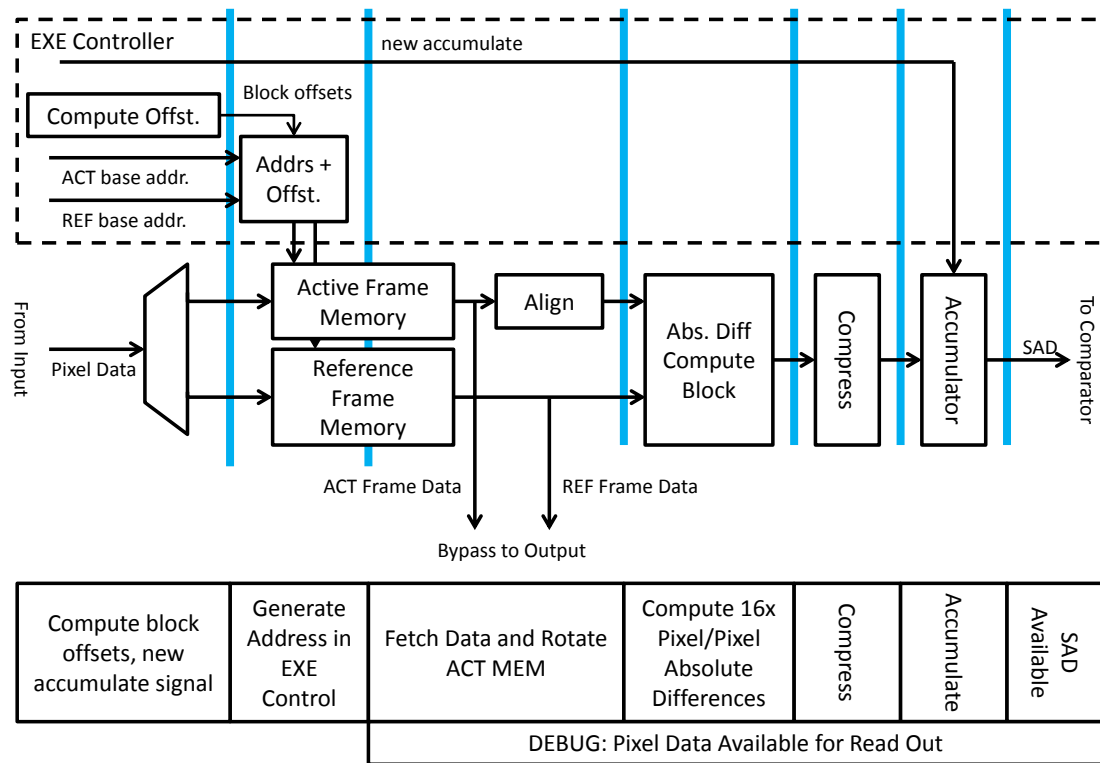 EXE Controller
new accumulate
Block offsets
Compute Offst.
Addrs +
Offst.
ACT base addr.
REF base addr.
From Input
Pixel Data
Active Frame
Memory
Align
Reference
Frame
Memory
Abs. Diff
Compute
Block
Compress
Accumulator
SAD
To Comparator
ACT Frame Data
REF Frame Data
Bypass to Output
Compute block
offsets, new
accumulate signal
Generate
Address in
EXE
Control
Fetch Data and Rotate
ACT MEM
Compute 16x
Pixel/Pixel
Absolute
Differences
Compress
Accumulate
SAD
Available
DEBUG: Pixel Data Available for Read Out